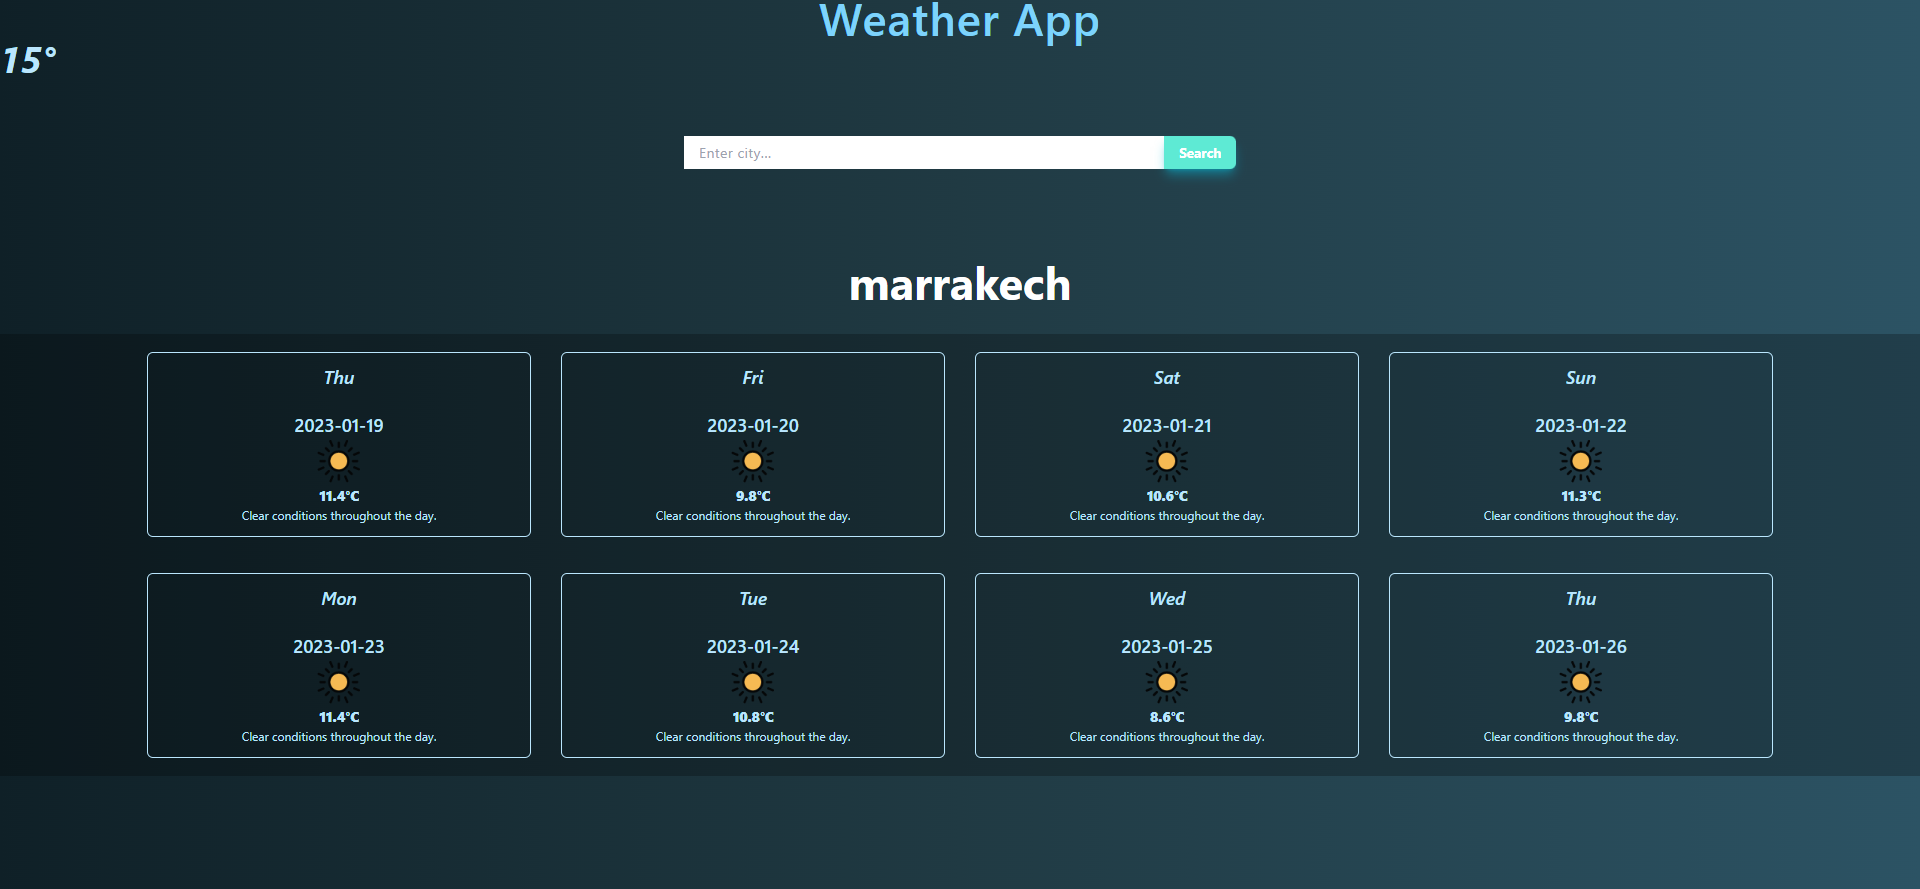 Weather App
15°
Enter city...
Search
marrakech
Thu
2023-01-19
11.4°C
Clear conditions throughout the day.
Fri
2023-01-20
9.8°C
Clear conditions throughout the day.
Sat
2023-01-21
10.6°C
Clear conditions throughout the day.
Sun
2023-01-22
11.3°C
Clear conditions throughout the day.
Mon
2023-01-23
11.4°C
Clear conditions throughout the day.
Tue
2023-01-24
10.8°C
Clear conditions throughout the day.
Wed
2023-01-25
8.6°C
Clear conditions throughout the day.
Thu
2023-01-26
9.8°C
Clear conditions throughout the day.